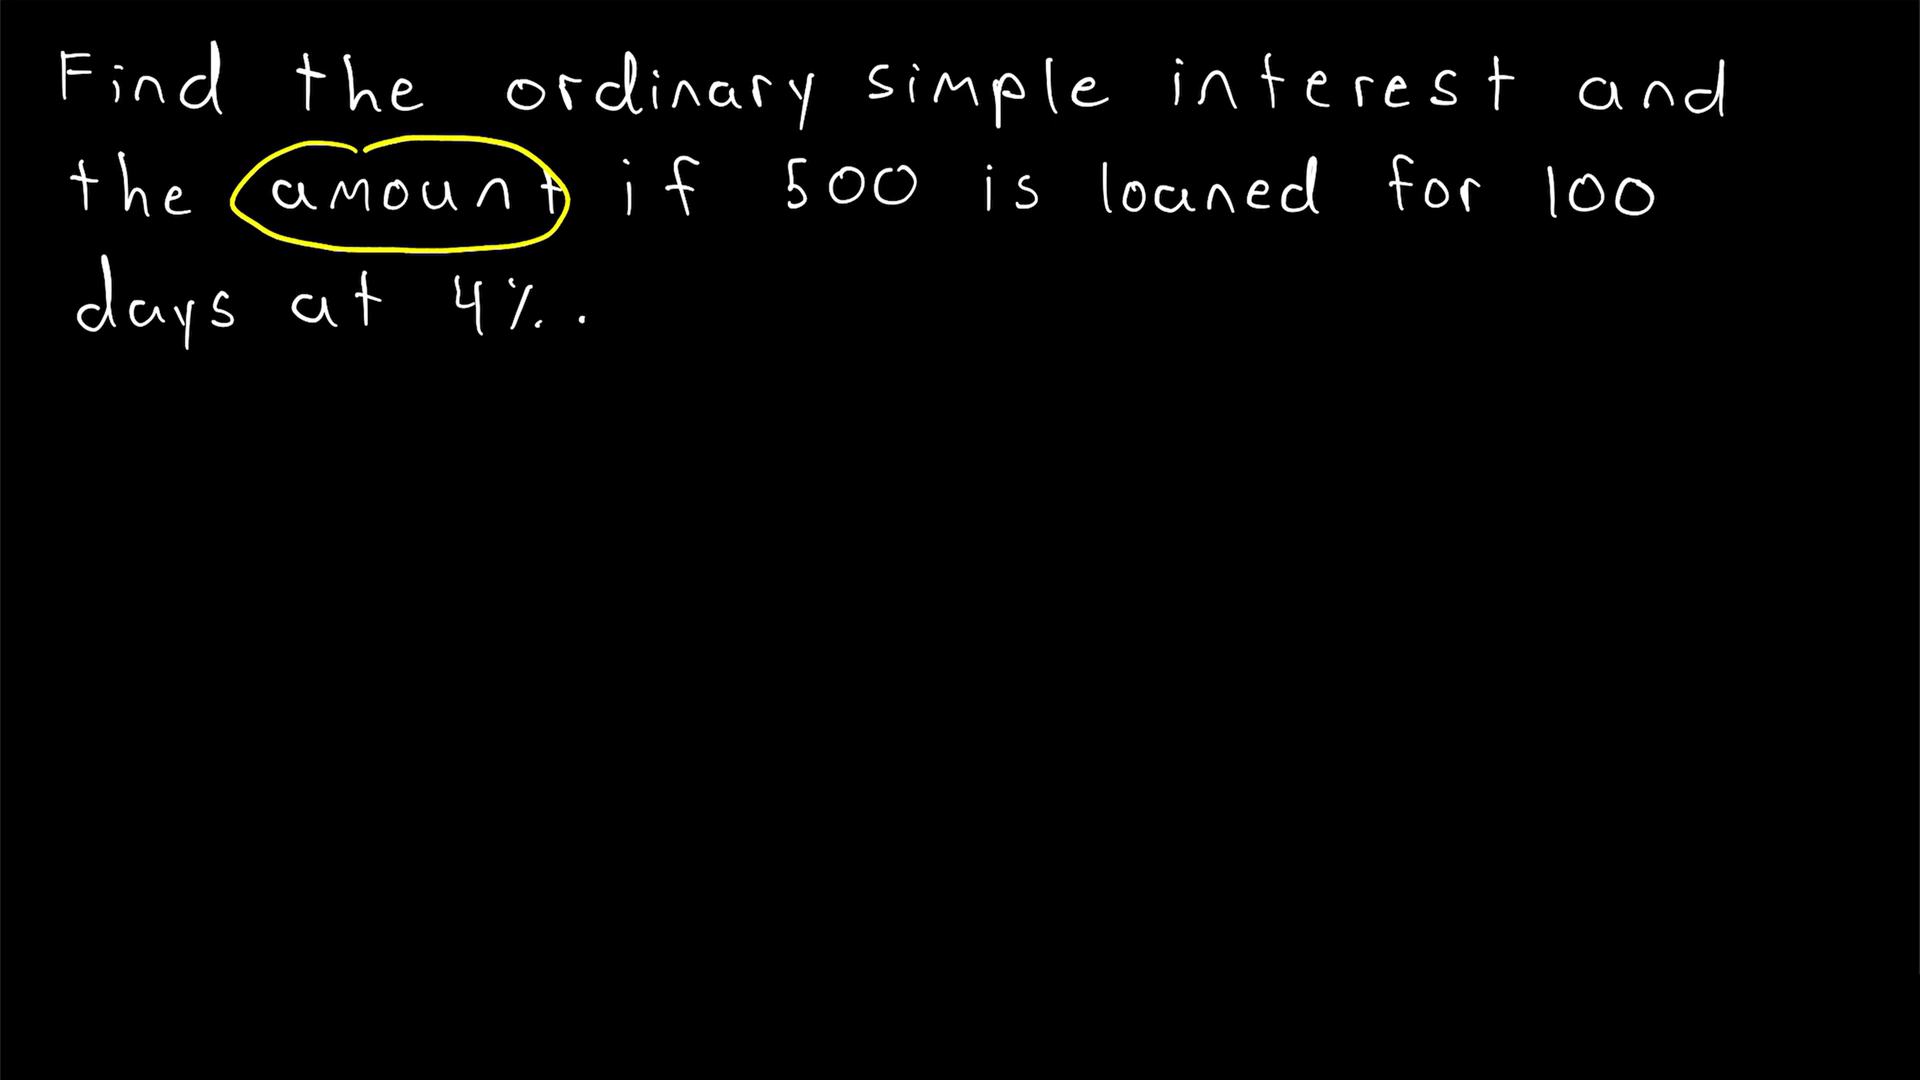 Find the ordinary simple interest and
the amount if 500 is loaned for 100
days at 4%.